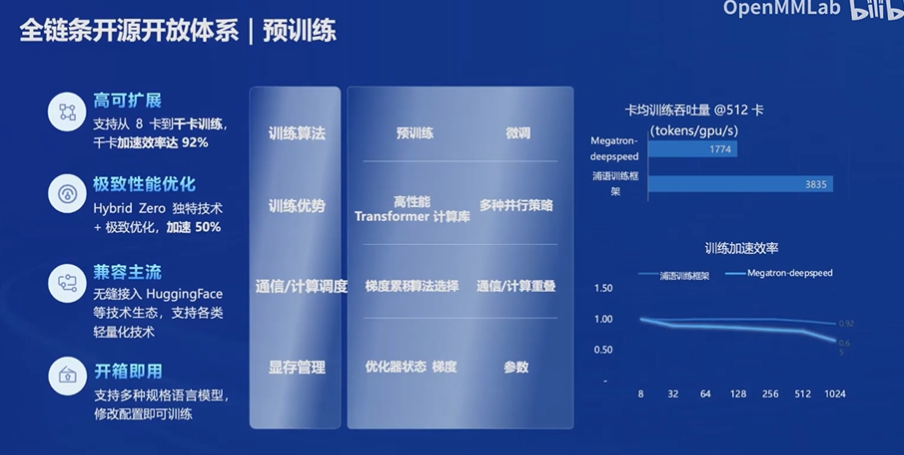 OpenMMLab bilibi
全链条开源开放体系｜预训练
高可扩展
支持从 8 卡到千卡训练，
千卡加速效率达 92%
极致性能优化
Hybrid Zero 独特技术
+ 极致优化，加速 50%
兼容主流
无缝接入 HuggingFace
等技术生态，支持各类
轻量化技术
开箱即用
支持多种规格语言模型，
修改配置即可训练
训练算法 预训练 微调
训练优势 高性能
Transformer 计算库 多种并行策略
通信/计算调度 梯度累积算法选择 通信/计算重叠
显存管理 优化器状态 梯度 参数
卡均训练吞吐量 @512 卡
(tokens/gpu/s)
Megatron-
deepspeed
1774
浦语训练框
架
3835
训练加速效率
浦语训练框架 Megatron-deepspeed
1.50
1.00
0.50
-
0.92
0.6
5
8 32 64 128 256 512 1024